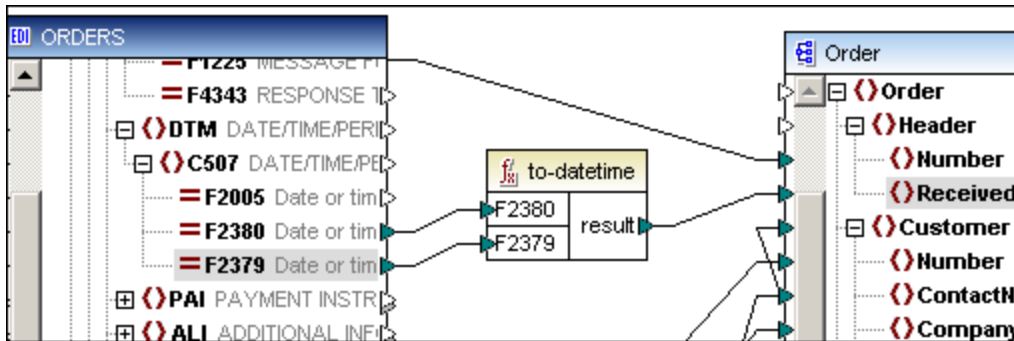 EDI ORDERS
F1225 MESSAGE F
F4343 RESPONSE T
DTM DATE/TIME/PERI
C507 DATE/TIME/PE
F2005 Date or tim
F2380 Date or tim
F2379 Date or tim
PAI PAYMENT INSTR
ALI ADDITIONAL INF
fx to-datetime
F2380
F2379
result
Order
Order
Header
Number
Received
Customer
Number
ContactN
Company